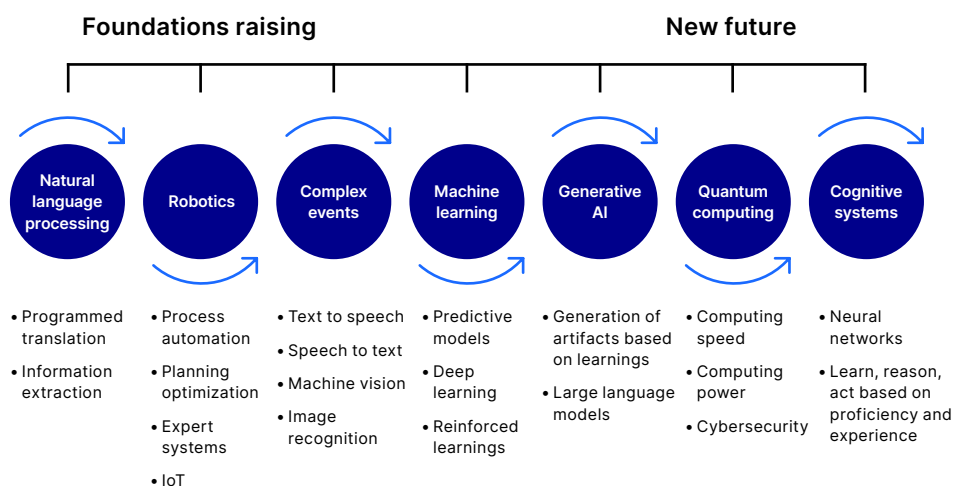 Foundations raising
New future
Natural
language
processing
Robotics
Complex
events
Machine
learning
Generative
AI
Quantum
computing
Cognitive
systems
• Programmed
translation
• Information
extraction
• Process
automation
• Planning
optimization
• Expert
systems
• IoT
• Text to speech
• Speech to text
• Machine vision
• Image
recognition
• Predictive
models
• Deep
learning
• Reinforced
learnings
• Generation of
artifacts based
on learnings
• Large language
models
• Computing
speed
• Computing
power
• Cybersecurity
• Neural
networks
• Learn, reason,
act based on
proficiency and
experience